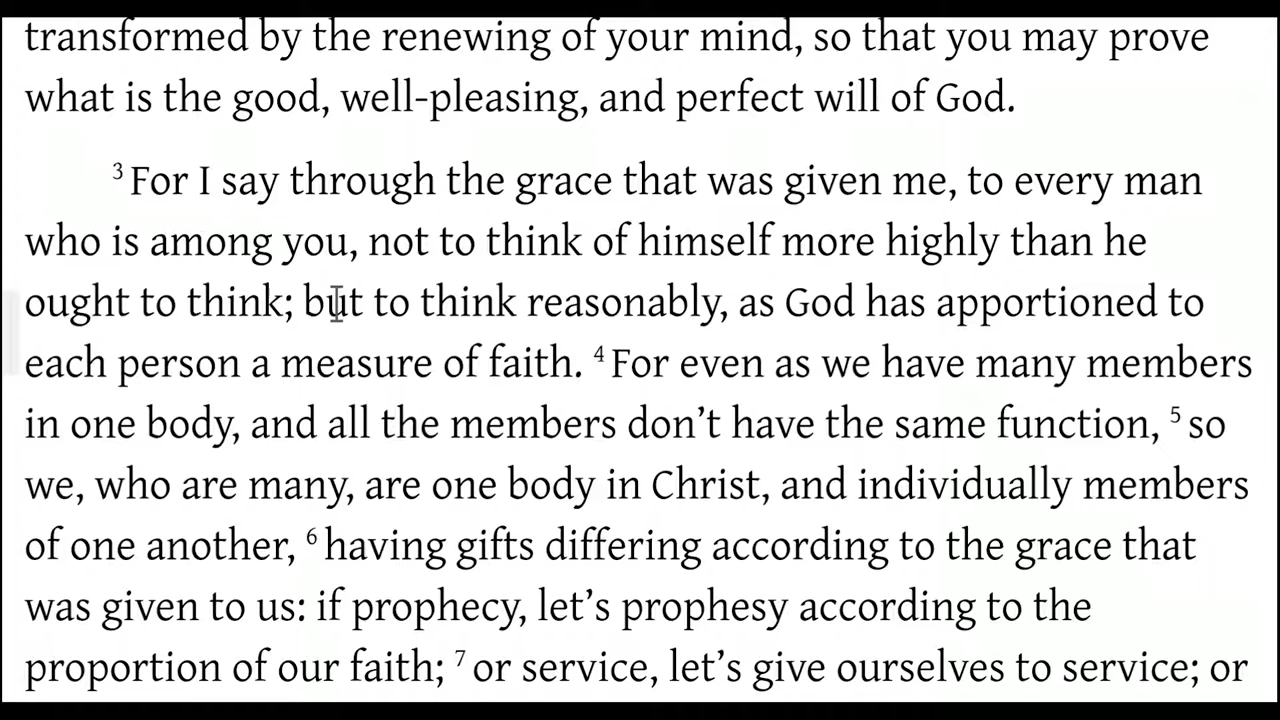 transformed by the renewing of your mind, so that you may prove
what is the good, well-pleasing, and perfect will of God.
3 For I say through the grace that was given me, to every man
who is among you, not to think of himself more highly than he
ought to think; but to think reasonably, as God has apportioned to
each person a measure of faith. 4 For even as we have many members
in one body, and all the members don’t have the same function, 5 so
we, who are many, are one body in Christ, and individually members
of one another, 6 having gifts differing according to the grace that
was given to us: if prophecy, let’s prophesy according to the
proportion of our faith; 7 or service, let’s give ourselves to service; or